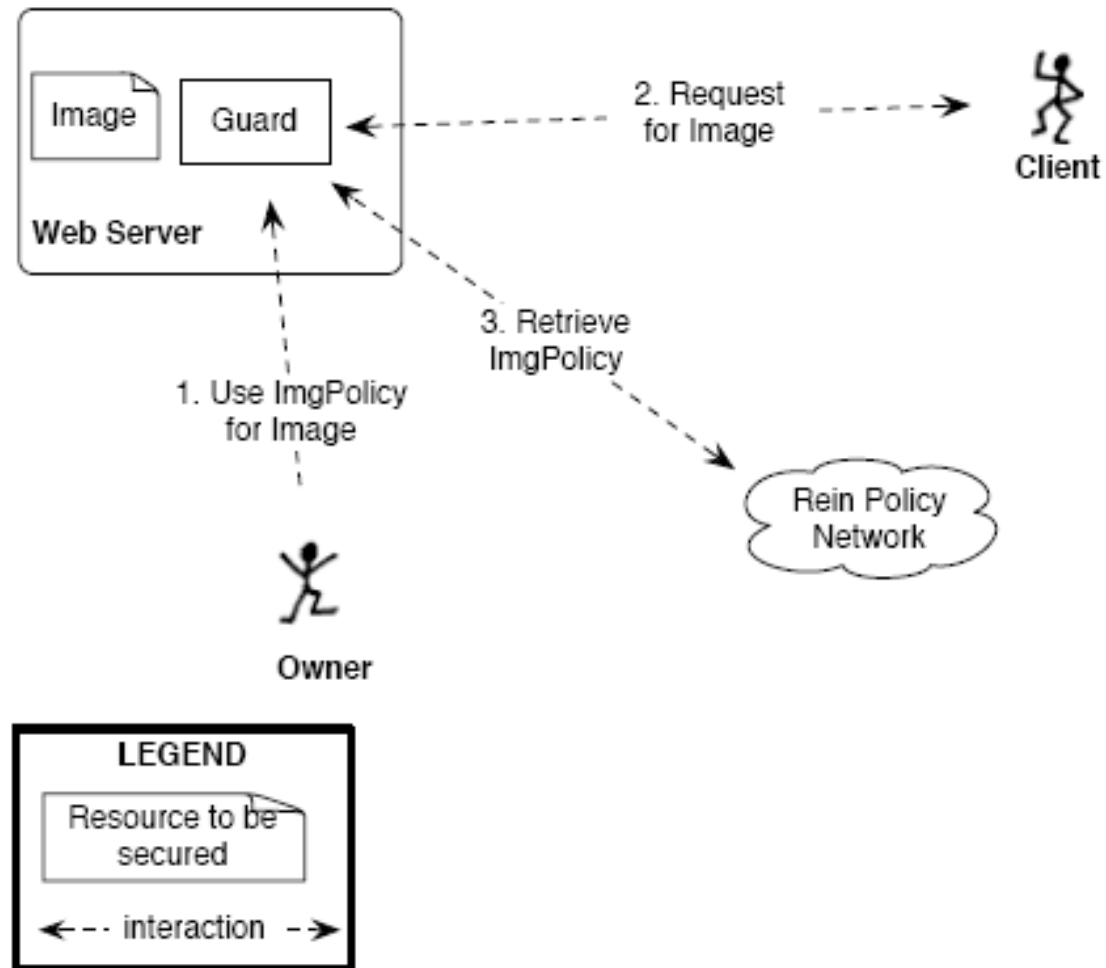 Image
Guard
Web Server
2. Request
for Image
Client
3. Retrieve
ImgPolicy
1. Use ImgPolicy
for Image
Rein Policy
Network
Owner
LEGEND
Resource to be
secured
interaction